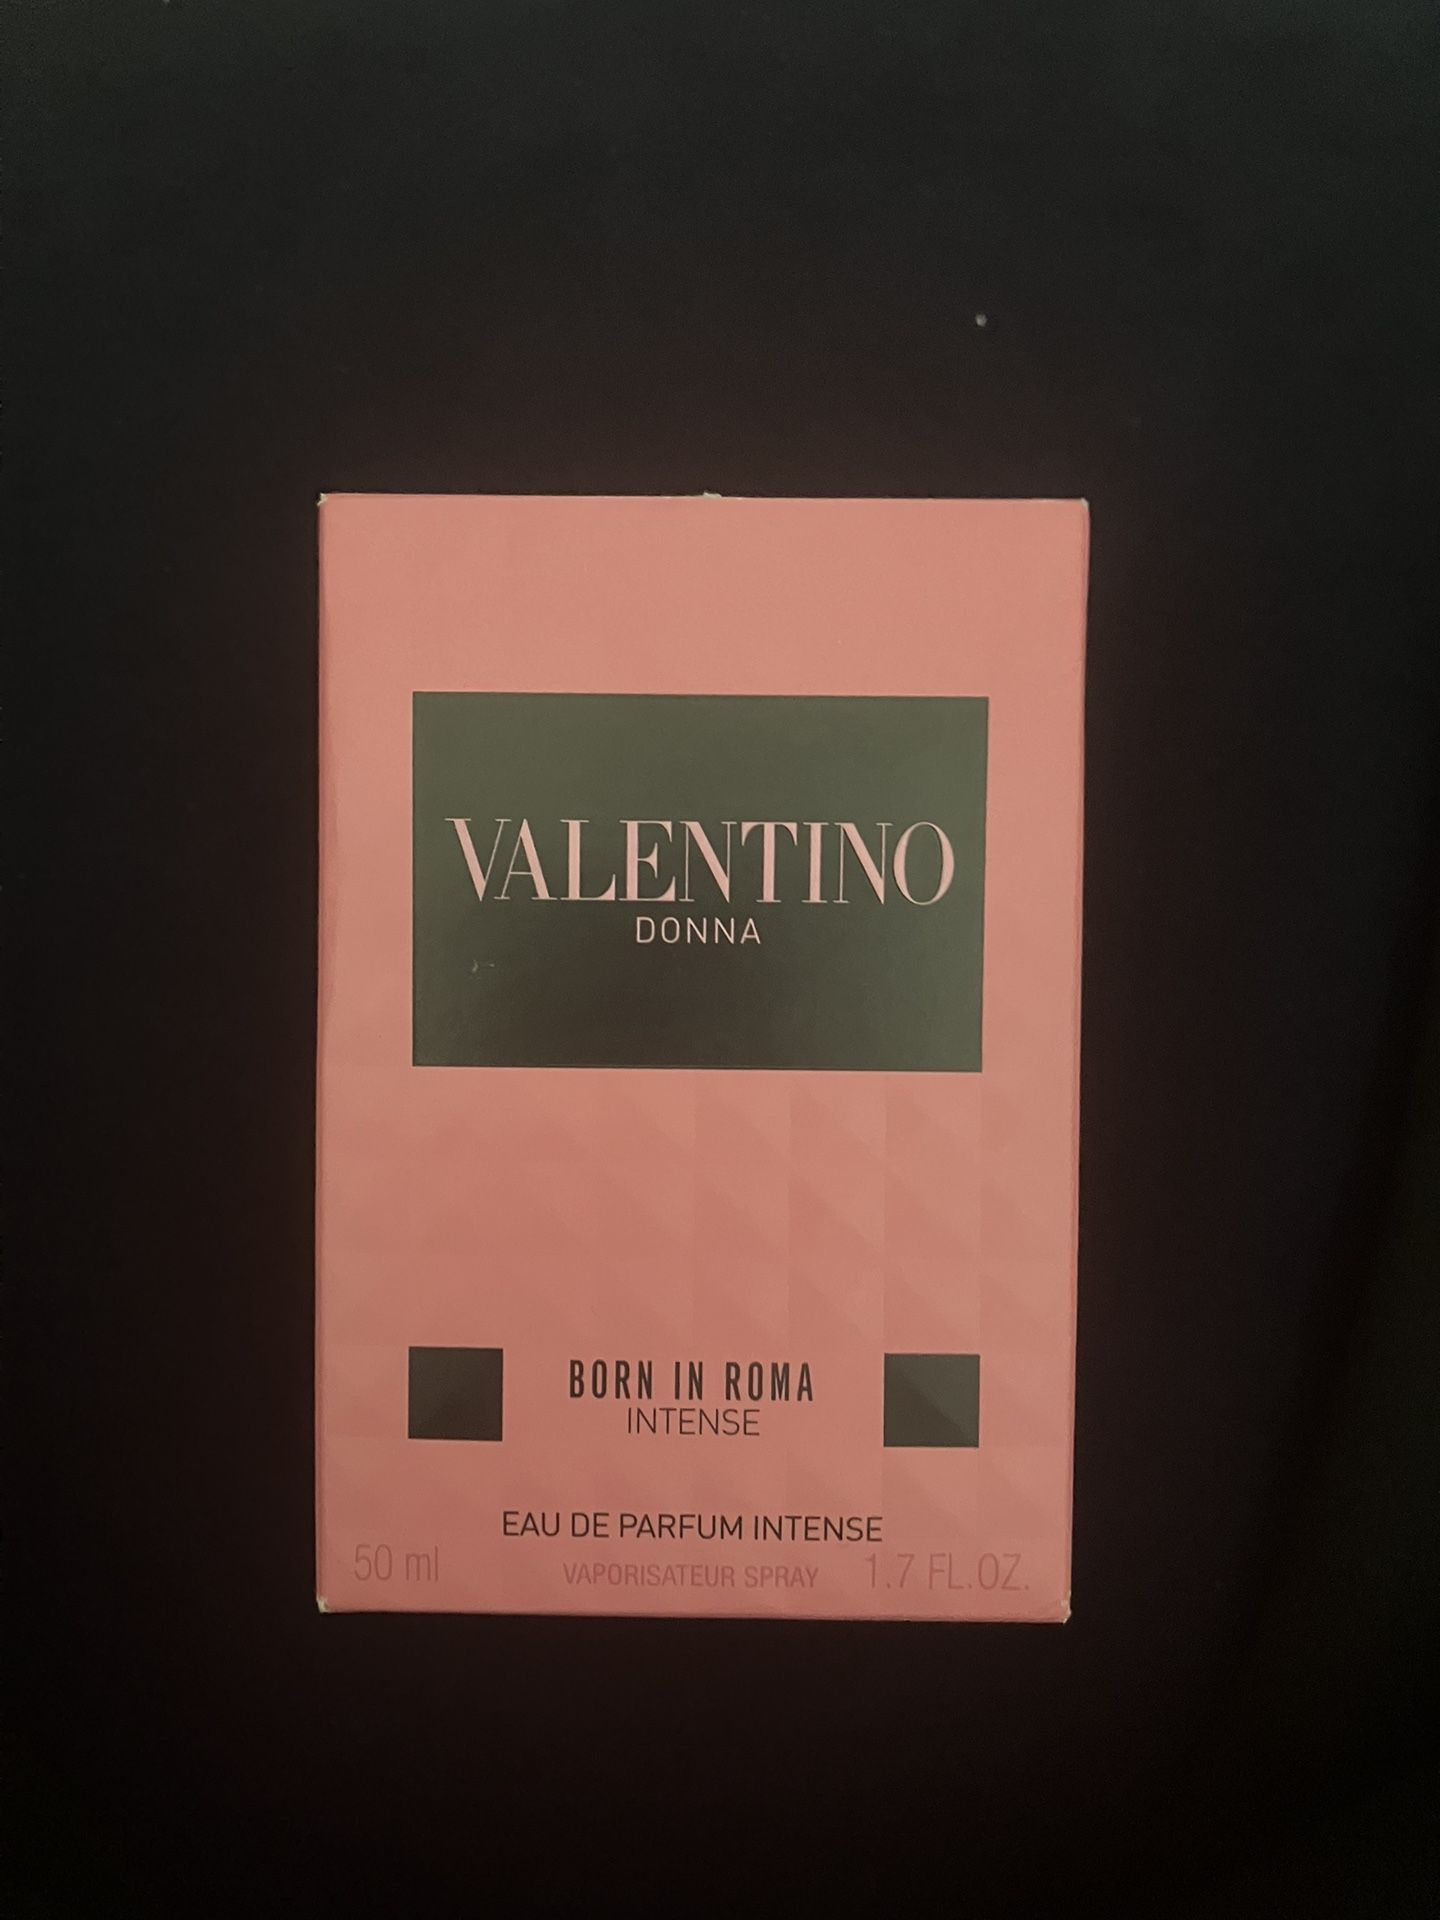 VALENTINO
DONNA
BORN IN ROMA
INTENSE
EAU DE PARFUM INTENSE
50 ml VAPORISATEUR SPRAY 1.7 FL.OZ.